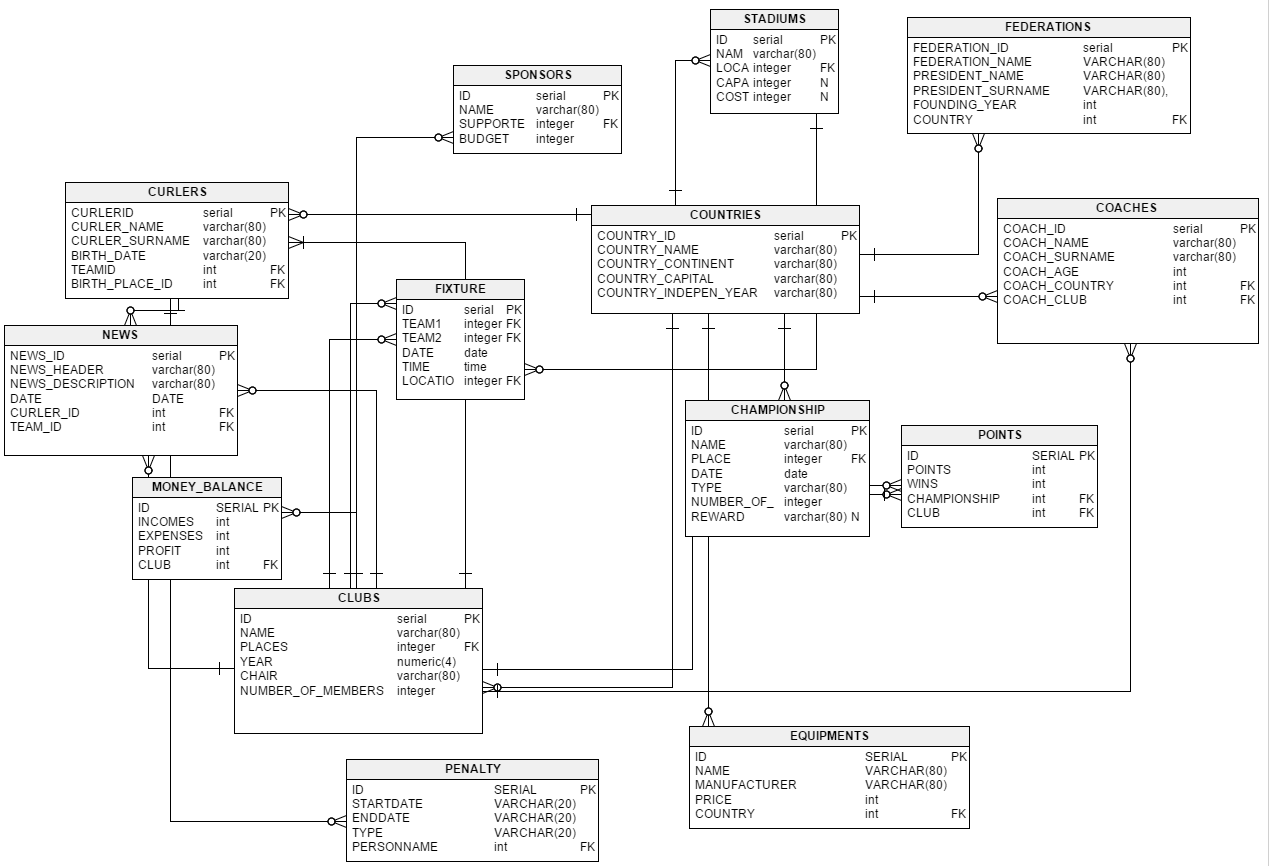 STADIUMS
ID serial PK
NAM varchar(80)
LOCA integer FK
CAPA integer N
COST integer N
FEDERATIONS
FEDERATION_ID serial PK
FEDERATION_NAME VARCHAR(80)
PRESIDENT_NAME VARCHAR(80)
PRESIDENT_SURNAME VARCHAR(80),
FOUNDING_YEAR int
COUNTRY int FK
SPONSORS
ID serial PK
NAME varchar(80)
SUPPORTE integer FK
BUDGET integer
CURLERS
CURLERID serial PK
CURLER_NAME varchar(80)
CURLER_SURNAME varchar(80)
BIRTH_DATE varchar(20)
TEAMID int FK
BIRTH_PLACE_ID int FK
COUNTRIES
COUNTRY_ID serial PK
COUNTRY_NAME varchar(80)
COUNTRY_CONTINENT varchar(80)
COUNTRY_CAPITAL varchar(80)
COUNTRY_INDEPEN_YEAR varchar(80)
COACHES
COACH_ID serial PK
COACH_NAME varchar(80)
COACH_SURNAME varchar(80)
COACH_AGE int
COACH_COUNTRY int FK
COACH_CLUB int FK
FIXTURE
ID serial PK
TEAM1 integer FK
TEAM2 integer FK
DATE date
TIME time
LOCATIO integer FK
NEWS
NEWS_ID serial PK
NEWS_HEADER varchar(80)
NEWS_DESCRIPTION varchar(80)
DATE DATE
CURLER_ID int FK
TEAM_ID int FK
CHAMPIONSHIP
ID serial PK
NAME varchar(80)
PLACE integer FK
DATE date
TYPE varchar(80)
NUMBER_OF_ integer
REWARD varchar(80) N
POINTS
ID SERIAL PK
POINTS int
WINS int
CHAMPIONSHIP int FK
CLUB int FK
MONEY_BALANCE
ID SERIAL PK
INCOMES int
EXPENSES int
PROFIT int
CLUB int FK
CLUBS
ID serial PK
NAME varchar(80)
PLACES integer FK
YEAR numeric(4)
CHAIR varchar(80)
NUMBER_OF_MEMBERS integer
EQUIPMENTS
ID SERIAL PK
NAME VARCHAR(80)
MANUFACTURER VARCHAR(80)
PRICE int
COUNTRY int FK
PENALTY
ID SERIAL PK
STARTDATE VARCHAR(20)
ENDDATE VARCHAR(20)
TYPE VARCHAR(20)
PERSONNAME int FK